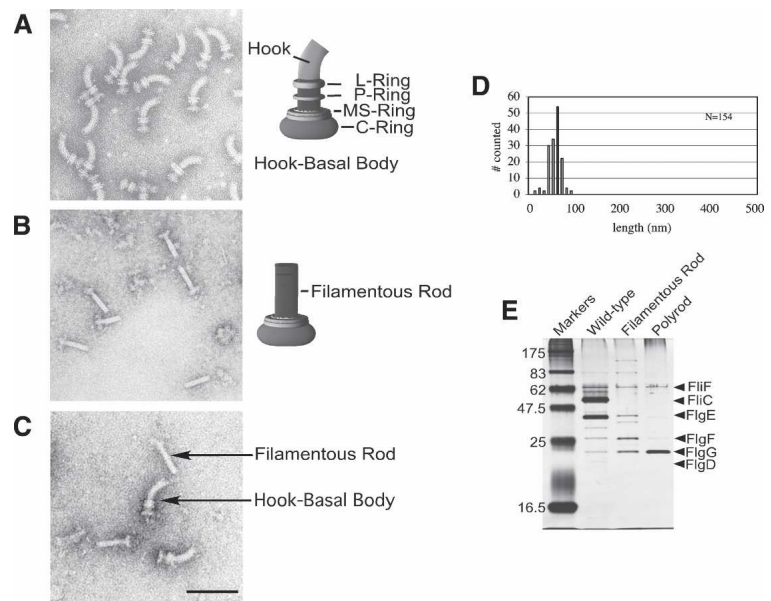 A
Hook
L-Ring
P-Ring
MS-Ring
C-Ring
Hook-Basal Body
B
Filamentous Rod
C
Filamentous Rod
Hook-Basal Body
D
# counted
60
50
40
30
20
10
0
N=154
0 100 200 300 400 500
length (nm)
E
Markers
Wild-type
Filamentous Rod
Polyrod
175
83
62
47.5
25
16.5
FliF
FliC
FlgE
FlgF
FlgG
FlgD